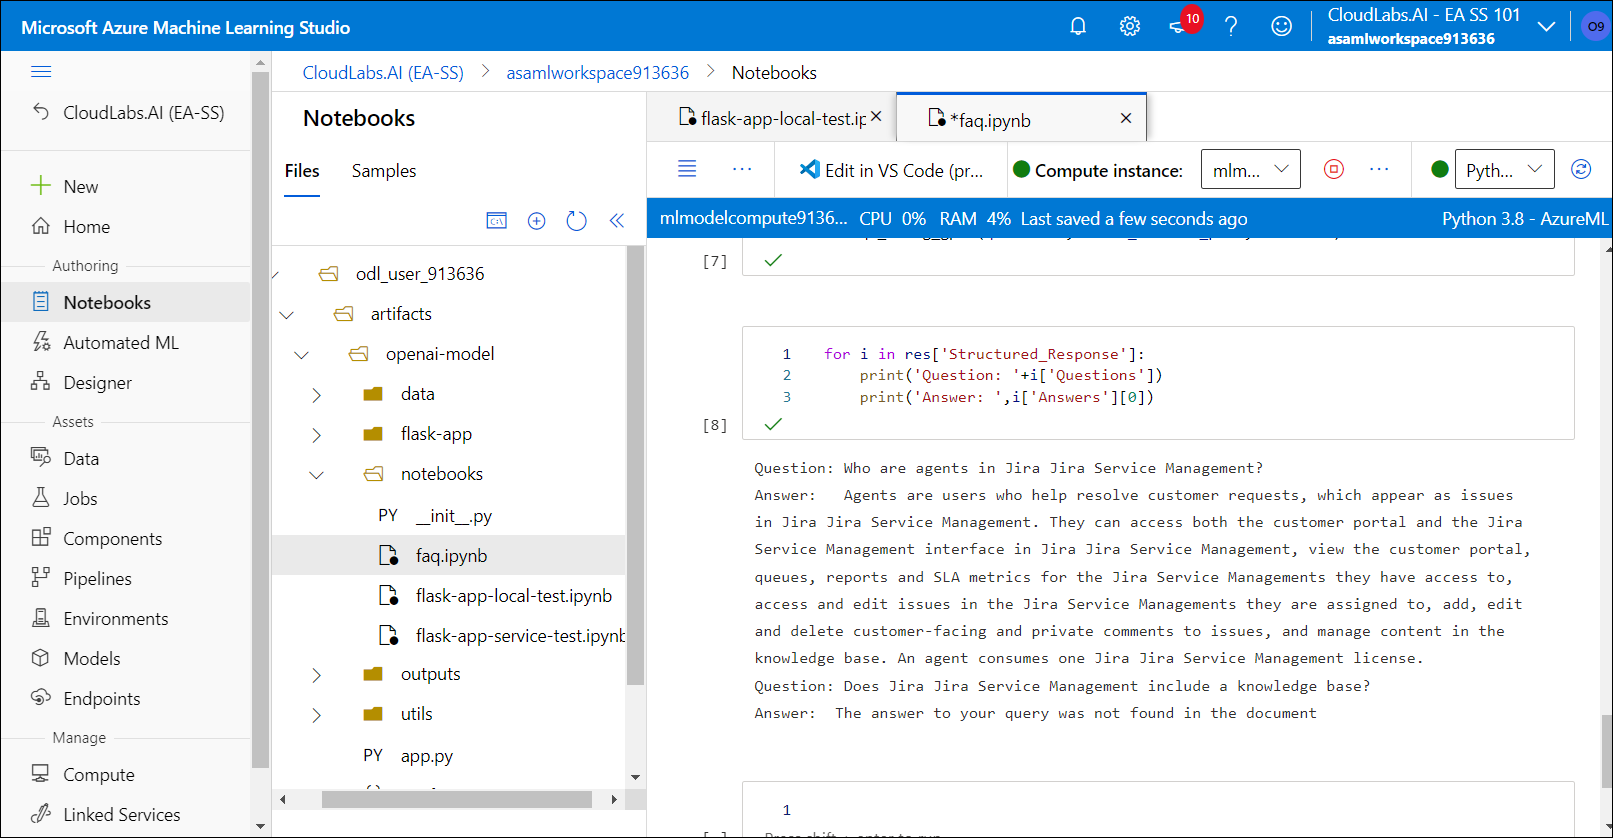 Microsoft Azure Machine Learning Studio
10
CloudLabs.AI - EA SS 101
asamlworkspace913636
O9
CloudLabs.AI (EA-SS)
New
Home
Authoring
Notebooks
Automated ML
Designer
Assets
Data
Jobs
Components
Pipelines
Environments
Models
Endpoints
Manage
Compute
Linked Services
CloudLabs.AI (EA-SS) > asamlworkspace913636 > Notebooks
Notebooks
Files Samples
odl_user_913636
artifacts
openai-model
data
flask-app
notebooks
PY __init__.py
faq.ipynb
flask-app-local-test.ipynb
flask-app-service-test.ipynb
outputs
utils
PY app.py
flask-app-local-test.ip
*faq.ipynb
Edit in VS Code (pr...
Compute instance:
mlm...
Pyth...
mlmodelcompute9136... CPU 0% RAM 4% Last saved a few seconds ago
Python 3.8 - AzureML
[7]
1 for i in res['Structured_Response']:
2 print('Question: '+i['Questions'])
3 print('Answer: ',i['Answers'][0])
[8]
Question: Who are agents in Jira Jira Service Management?
Answer: Agents are users who help resolve customer requests, which appear as issues
in Jira Jira Service Management. They can access both the customer portal and the Jira
Service Management interface in Jira Jira Service Management, view the customer portal,
queues, reports and SLA metrics for the Jira Service Managements they have access to,
access and edit issues in the Jira Service Managements they are assigned to, add, edit
and delete customer-facing and private comments to issues, and manage content in the
knowledge base. An agent consumes one Jira Jira Service Management license.
Question: Does Jira Jira Service Management include a knowledge base?
Answer: The answer to your query was not found in the document
1